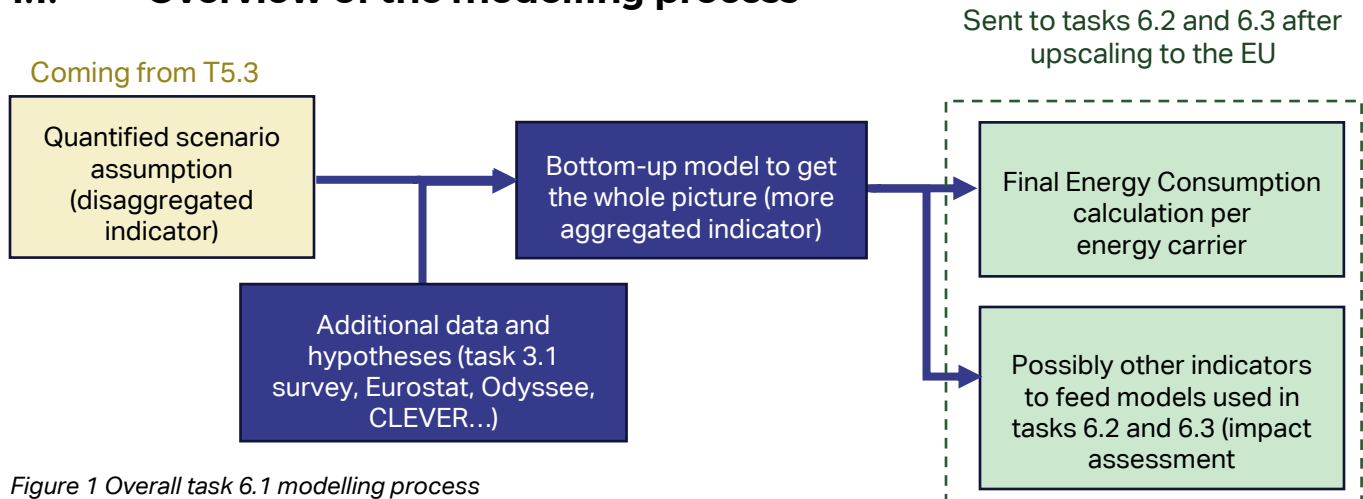 1.1. Overview of the modelling process
Sent to tasks 6.2 and 6.3 after
upscaling to the EU
Coming from T5.3
Quantified scenario
assumption
(disaggregated
indicator)
Bottom-up model to get
the whole picture (more
aggregated indicator)
Final Energy Consumption
calculation per
energy carrier
Additional data and
hypotheses (task 3.1
survey, Eurostat, Odyssee,
CLEVER...)
Possibly other indicators
to feed models used in
tasks 6.2 and 6.3 (impact
assessment
Figure 1 Overall task 6.1 modelling process